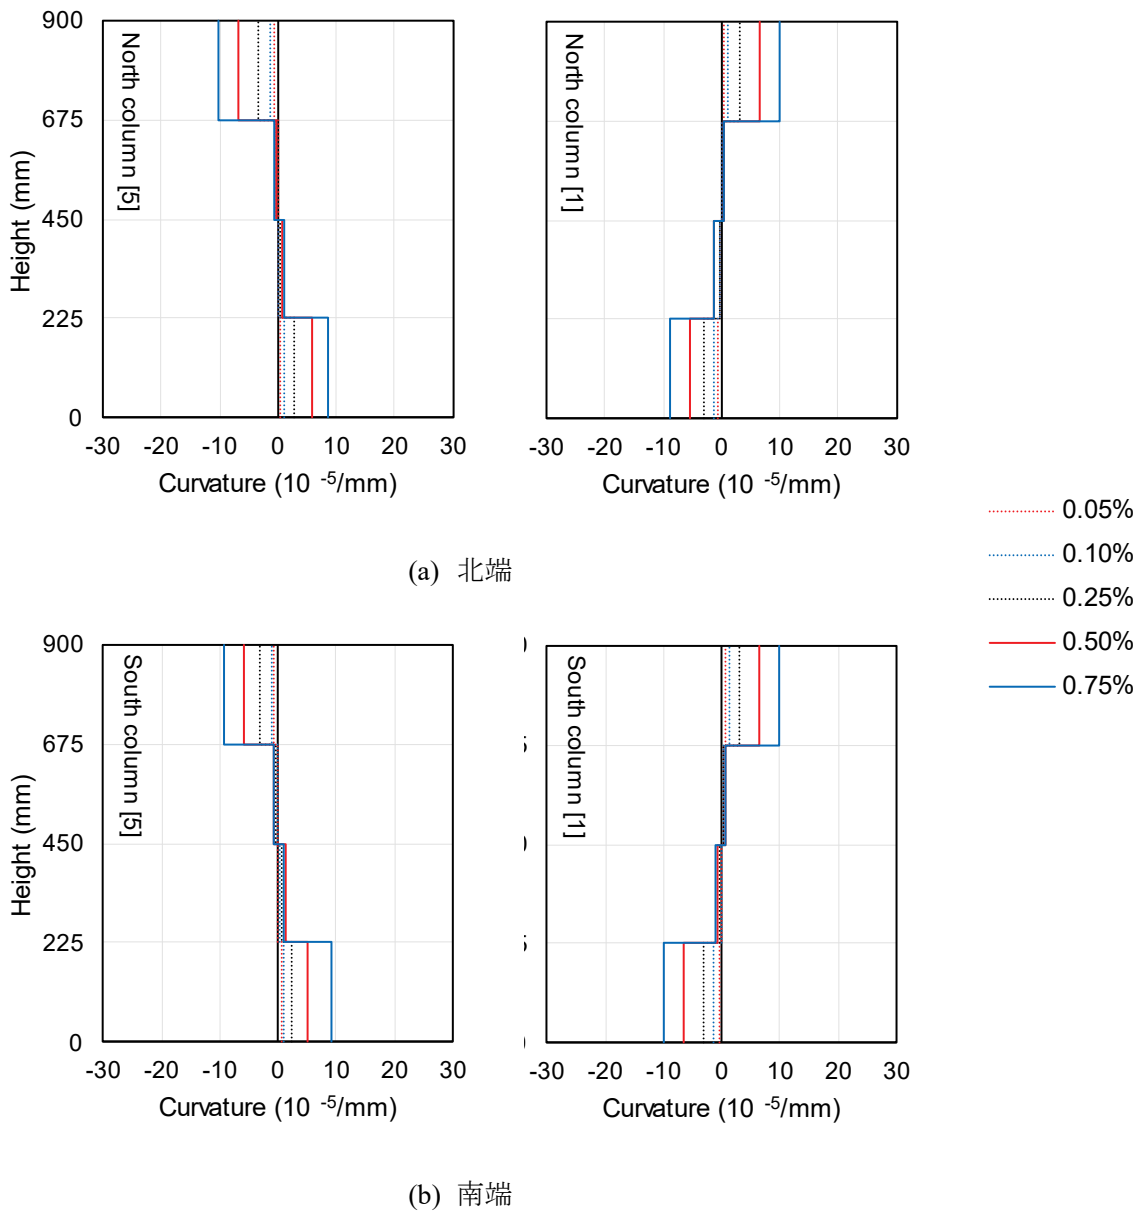 900
675
450
225
0
Height (mm)
North column [5]
-30 -20 -10 0 10 20 30
Curvature (10 -5/mm)
North column [1]
-30 -20 -10 0 10 20 30
Curvature (10 -5/mm)
0.05%
0.10%
0.25%
0.50%
0.75%
(a) 北端
900
675
450
225
0
Height (mm)
South column [5]
-30 -20 -10 0 10 20 30
Curvature (10 -5/mm)
South column [1]
-30 -20 -10 0 10 20 30
Curvature (10 -5/mm)
(b) 南端